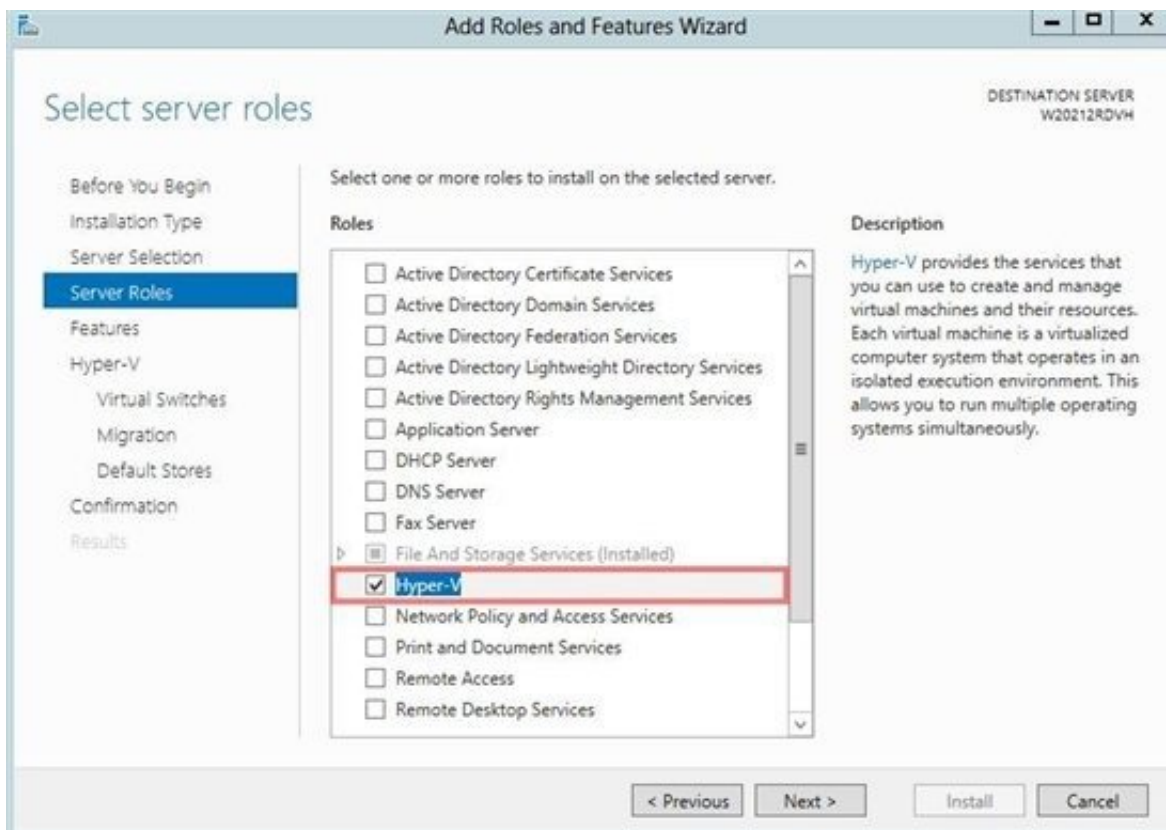 Add Roles and Features Wizard
Select server roles
DESTINATION SERVER
W20212RDVH
Before You Begin
Installation Type
Server Selection
Server Roles
Features
Hyper-V
Virtual Switches
Migration
Default Stores
Confirmation
Results
Select one or more roles to install on the selected server.
Roles
Active Directory Certificate Services
Active Directory Domain Services
Active Directory Federation Services
Active Directory Lightweight Directory Services
Active Directory Rights Management Services
Application Server
DHCP Server
DNS Server
Fax Server
File And Storage Services (Installed)
Hyper-V
Network Policy and Access Services
Print and Document Services
Remote Access
Remote Desktop Services
Description
Hyper-V provides the services that
you can use to create and manage
virtual machines and their resources.
Each virtual machine is a virtualized
computer system that operates in an
isolated execution environment. This
allows you to run multiple operating
systems simultaneously.
< Previous
Next >
Install
Cancel